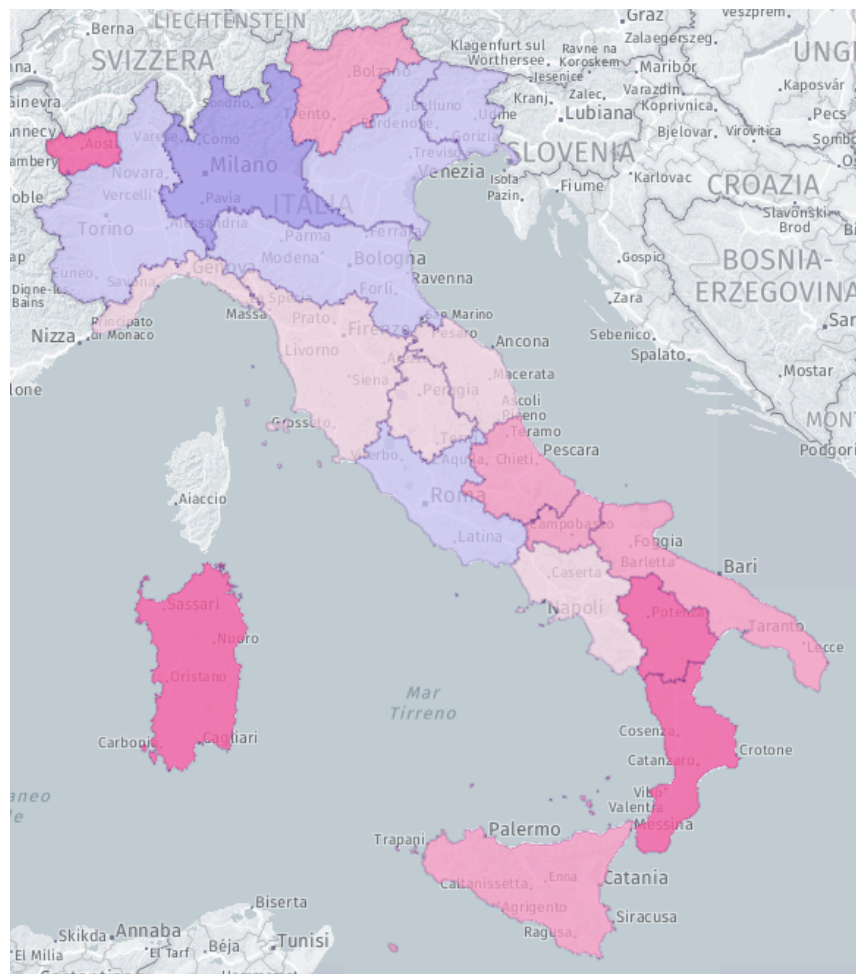 LIECHTENSTEIN
Graz
Veszprém.
Berna
Zalaegerszeg.
Klagenfurt sul
Wörthersee.
Ravne na
Koroskem
UNG
SVIZZERA
Bolzano
Maribor
Jesenice
Kaposvár
Varazdin
Ginevra
Sondrio
Belluno
Kranj
Zalec
Koprivnica
Pecs
Trento
Pordenone
Udine
Lubiana
Annecy
Varese
Como
Gorizia
Bjelovar
Virovitica
Aosta
SLOVENIA
Milano
Treviso
Novara
Venezia
Isola
Karlovac
CROAZIA
Vercelli
Pavia
Pazin
Fiume
ITALIA
Slavonski
Brod
Torino
Alessandria
Parma
Ferrara
Cuneo
Genova
Modena
Bologna
Gospic
BOSNIA-
ERZEGOVINA
Savona
Ravenna
Digne-le
Bains
Forlì
La Spezia
Zara
Massa
Prato
San Marino
Nizza
Principato
di Monaco
Firenze
Pesaro
Sebenico
Ancona
Livorno
Arezzo
Spalato
Siena
Perugia
Macerata
Mostar
Ascoli
Piceno
MON
Grosseto
Teramo
Terni
Pescara
Podgori
Viterbo
L'Aquila
Chieti
Aiaccio
Roma
Campobasso
Latina
Foggia
Barletta
Bari
Caserta
Sassari
Napoli
Potenza
Taranto
Nuoro
Lecce
Oristano
Mar
Tirreno
Cosenza
Carbonia
Cagliari
Crotone
Catanzaro
Vibo
Valentia
Messina
Palermo
Trapani
Enna
Catania
Caltanissetta
Agrigento
Siracusa
Ragusa
Biserta
Skikda
Annaba
Béja
Tunisi
El Milia
El Tarf